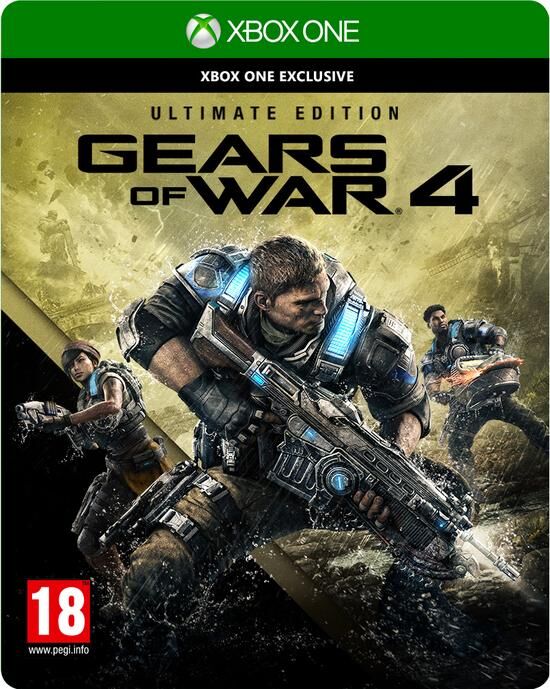 XBOX ONE
XBOX ONE EXCLUSIVE
ULTIMATE EDITION
GEARS
OF WAR® 4
18
www.pegi.info